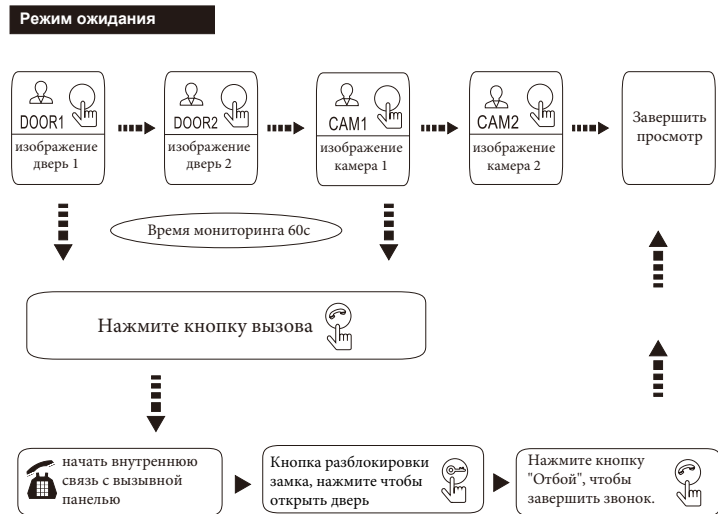 Режим ожидания
DOOR1
изображение
дверь 1
DOOR2
изображение
дверь 2
CAM1
изображение
камера 1
CAM2
изображение
камера 2
Завершить
просмотр
Время мониторинга 60с
Нажмите кнопку вызова
начать внутреннюю
связь с вызывной
панелью
Кнопка разблокировки
замка, нажмите чтобы
открыть дверь
Нажмите кнопку
"Отбой", чтобы
завершить звонок.